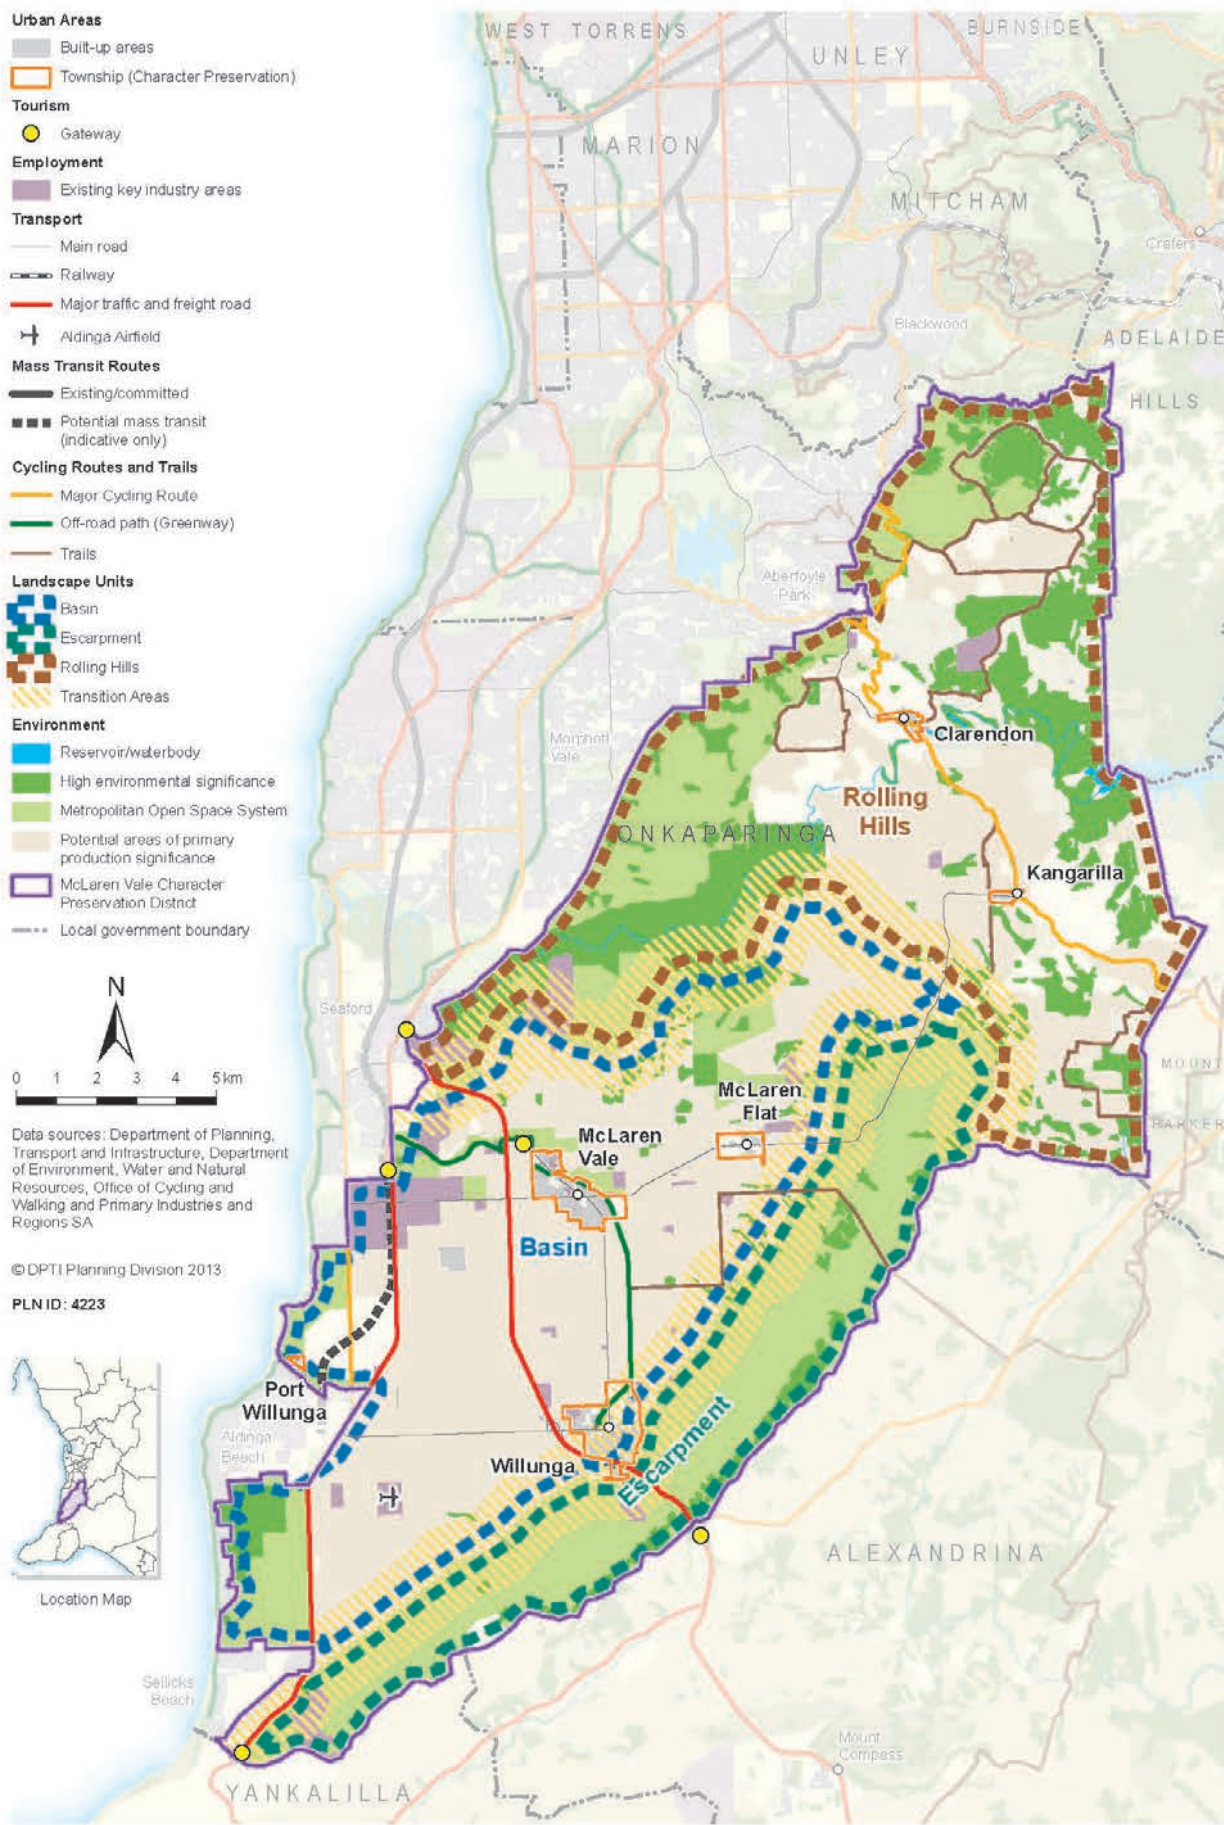 Urban Areas
Built-up areas
Township (Character Preservation)
Tourism
Gateway
Employment
Existing key industry areas
Transport
Main road
Railway
Major traffic and freight road
Aldinga Airfield
Mass Transit Routes
Existing/committed
Potential mass transit
(indicative only)
Cycling Routes and Trails
Major Cycling Route
Off-road path (Greenway)
Trails
Landscape Units
Basin
Escarpment
Rolling Hills
Transition Areas
Environment
Reservoir/waterbody
High environmental significance
Metropolitan Open Space System
Potential areas of primary
production significance
McLaren Vale Character
Preservation District
Local government boundary
N
0 1 2 3 4 5 km
Data sources: Department of Planning,
Transport and Infrastructure, Department
of Environment, Water and Natural
Resources, Office of Cycling and
Walking and Primary Industries and
Regions SA
© DPTI Planning Division 2013
PLN ID: 4223
Location Map
WEST TORRENS
BURNSIDE
UNLEY
MARION
MITCHAM
Crafers
Blackwood
ADELAIDE
HILLS
Aberfoyle
Park
Clarendon
Morphett
Vale
Rolling
Hills
ONKAPARINGA
Kangarilla
Seaford
MOUNT
BARKER
McLaren
Flat
McLaren
Vale
Basin
Port
Willunga
Aldinga
Beach
Willunga
Escarpment
ALEXANDRINA
Sellicks
Beach
Mount
Compass
YANKALILLA